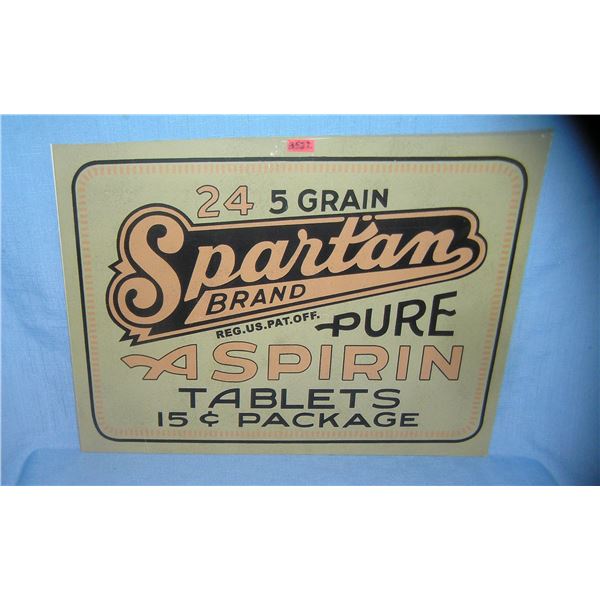 24 5 GRAIN
Spartan
BRAND
REG.US.PAT.OFF.
PURE
ASPIRIN
TABLETS
15 ¢ PACKAGE